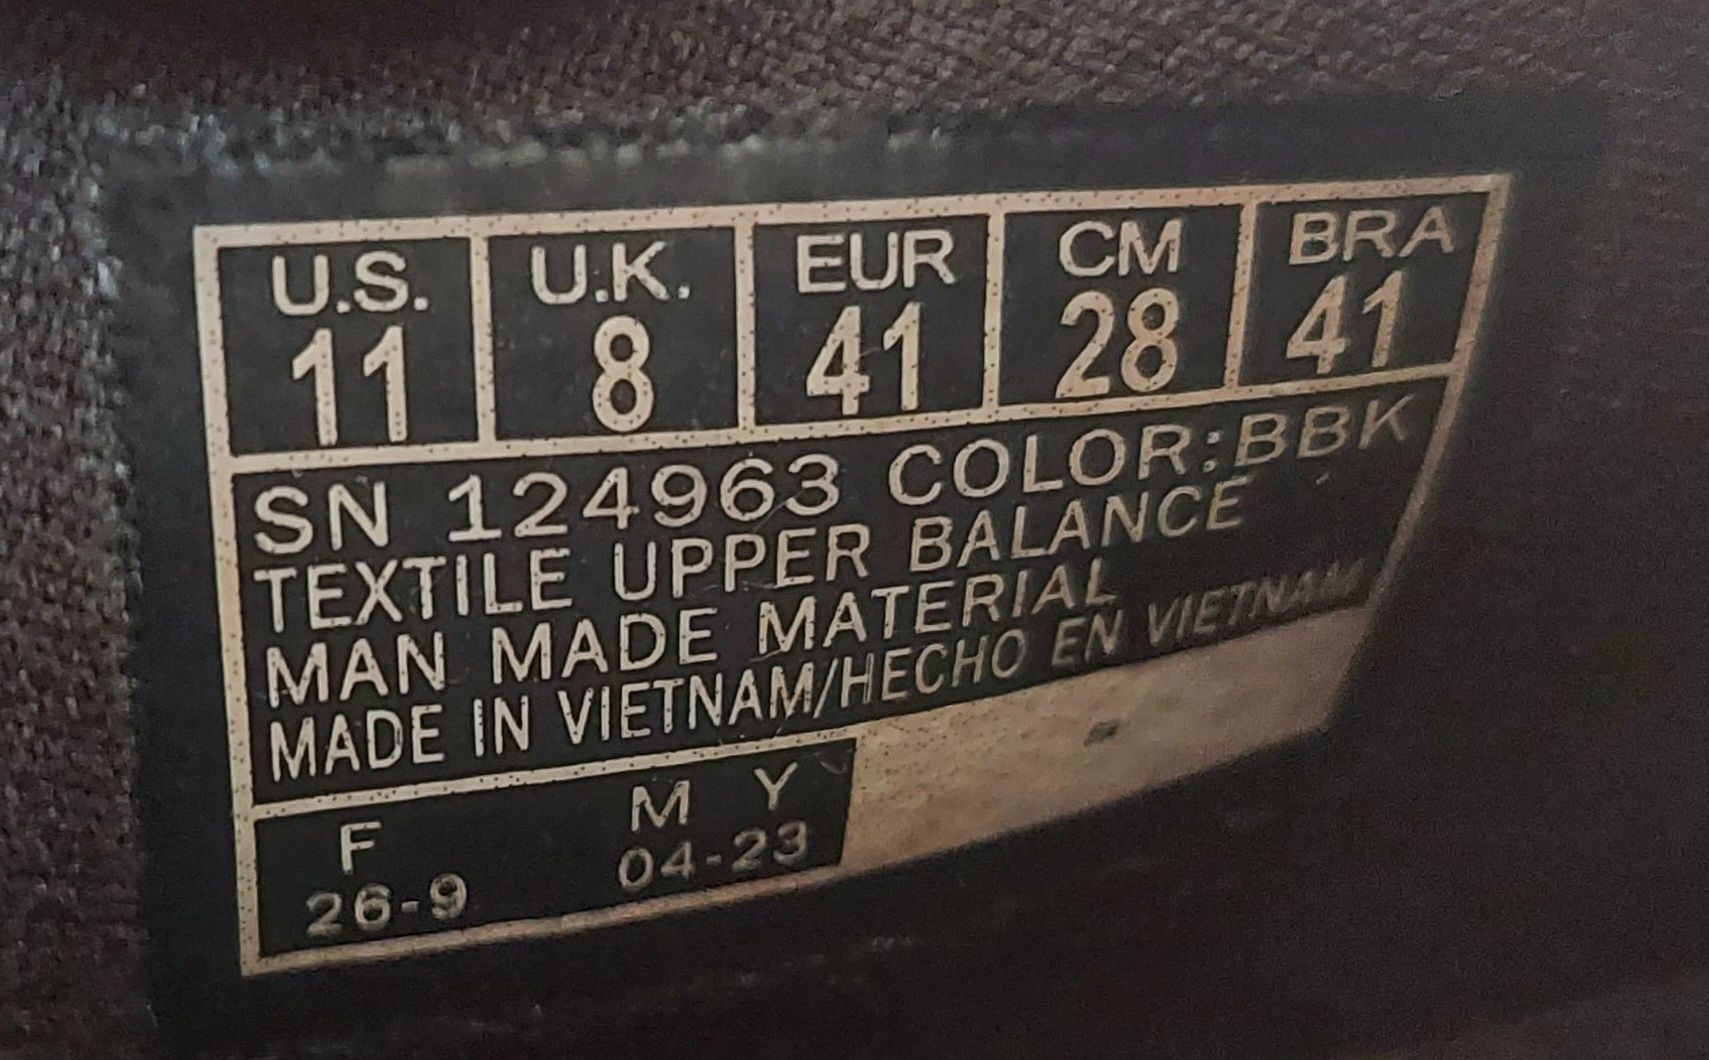 U.S. U.K. EUR CM BRA
11 8 41 28 41
SN 124963 COLOR:BBK
TEXTILE UPPER BALANCE
MAN MADE MATERIAL
MADE IN VIETNAM/HECHO EN VIETNAM
F M Y
26-9 04-23